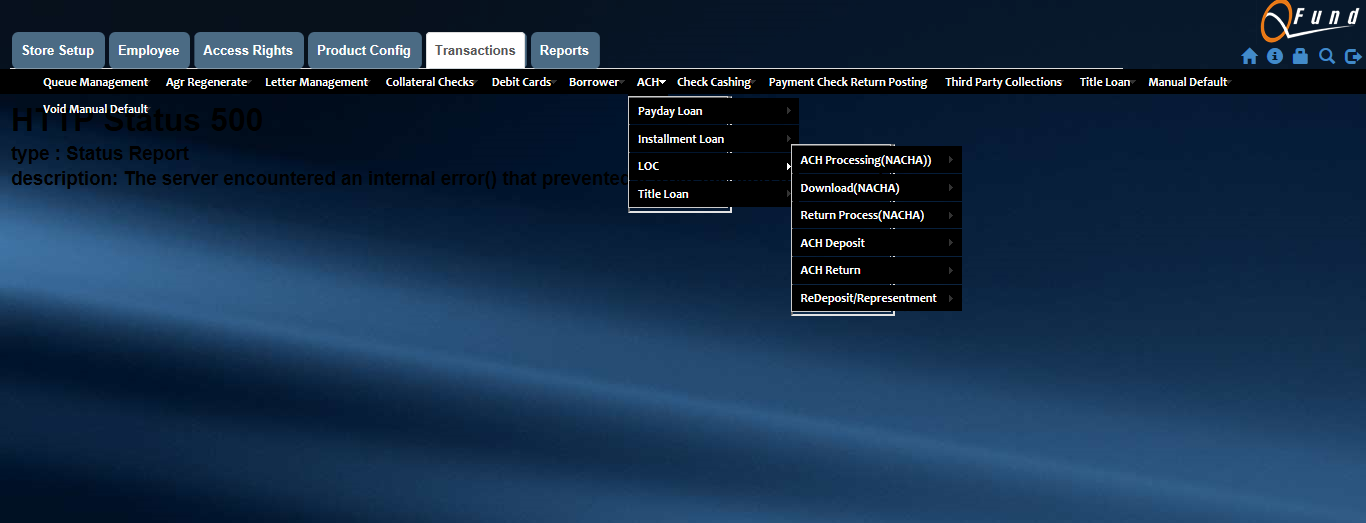 QFund
Store Setup Employee Access Rights Product Config Transactions Reports
Queue Management Agr Regenerate Letter Management Collateral Checks Debit Cards Borrower ACH Check Cashing Payment Check Return Posting Third Party Collections Title Loan Manual Default
Void Manual Default
HTTP Status 500
type : Status Report
description: The server encountered an internal error() that prevented
Payday Loan
Installment Loan
LOC
Title Loan
ACH Processing(NACHA))
Download(NACHA)
Return Process(NACHA)
ACH Deposit
ACH Return
ReDeposit/Representment